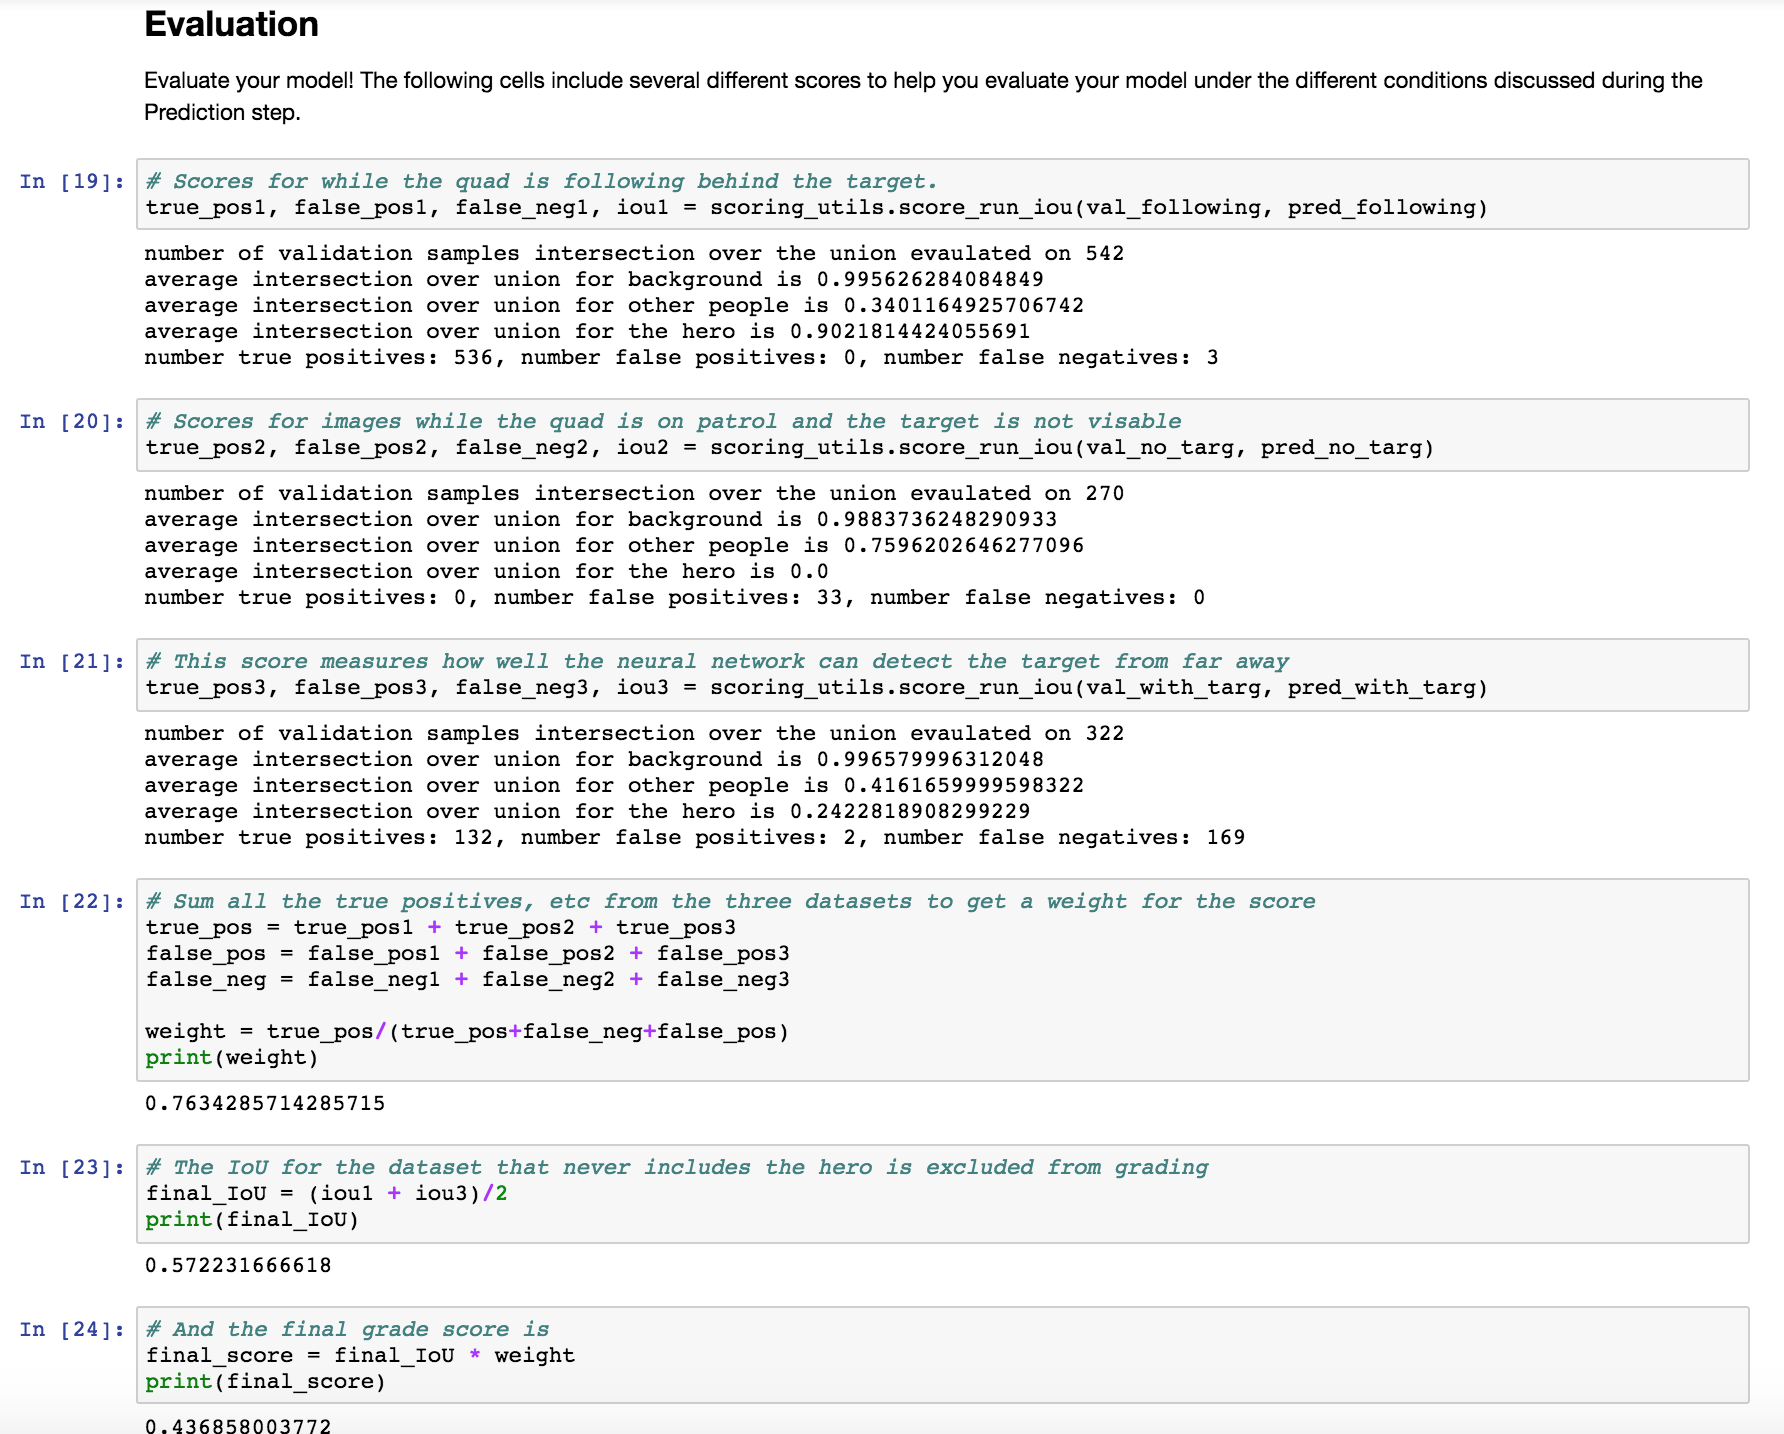 Evaluation
Evaluate your model! The following cells include several different scores to help you evaluate your model under the different conditions discussed during the
Prediction step.
In [19]: # Scores for while the quad is following behind the target.
true_pos1, false_pos1, false_neg1, iou1 = scoring_utils.score_run_iou(val_following, pred_following)
number of validation samples intersection over the union evaulated on 542
average intersection over union for background is 0.995626284084849
average intersection over union for other people is 0.3401164925706742
average intersection over union for the hero is 0.9021814424055691
number true positives: 536, number false positives: 0, number false negatives: 3
In [20]: # Scores for images while the quad is on patrol and the target is not visable
true_pos2, false_pos2, false_neg2, iou2 = scoring_utils.score_run_iou(val_no_targ, pred_no_targ)
number of validation samples intersection over the union evaulated on 270
average intersection over union for background is 0.9883736248290933
average intersection over union for other people is 0.7596202646277096
average intersection over union for the hero is 0.0
number true positives: 0, number false positives: 33, number false negatives: 0
In [21]: # This score measures how well the neural network can detect the target from far away
true_pos3, false_pos3, false_neg3, iou3 = scoring_utils.score_run_iou(val_with_targ, pred_with_targ)
number of validation samples intersection over the union evaulated on 322
average intersection over union for background is 0.996579996312048
average intersection over union for other people is 0.4161659999598322
average intersection over union for the hero is 0.2422818908299229
number true positives: 132, number false positives: 2, number false negatives: 169
In [22]: # Sum all the true positives, etc from the three datasets to get a weight for the score
true_pos = true_pos1 + true_pos2 + true_pos3
false_pos = false_pos1 + false_pos2 + false_pos3
false_neg = false_neg1 + false_neg2 + false_neg3
weight = true_pos/(true_pos+false_neg+false_pos)
print(weight)
0.7634285714285715
In [23]: # The IoU for the dataset that never includes the hero is excluded from grading
final_IoU = (iou1 + iou3)/2
print(final_IoU)
0.572231666618
In [24]: # And the final grade score is
final_score = final_IoU * weight
print(final_score)
0.436858003772